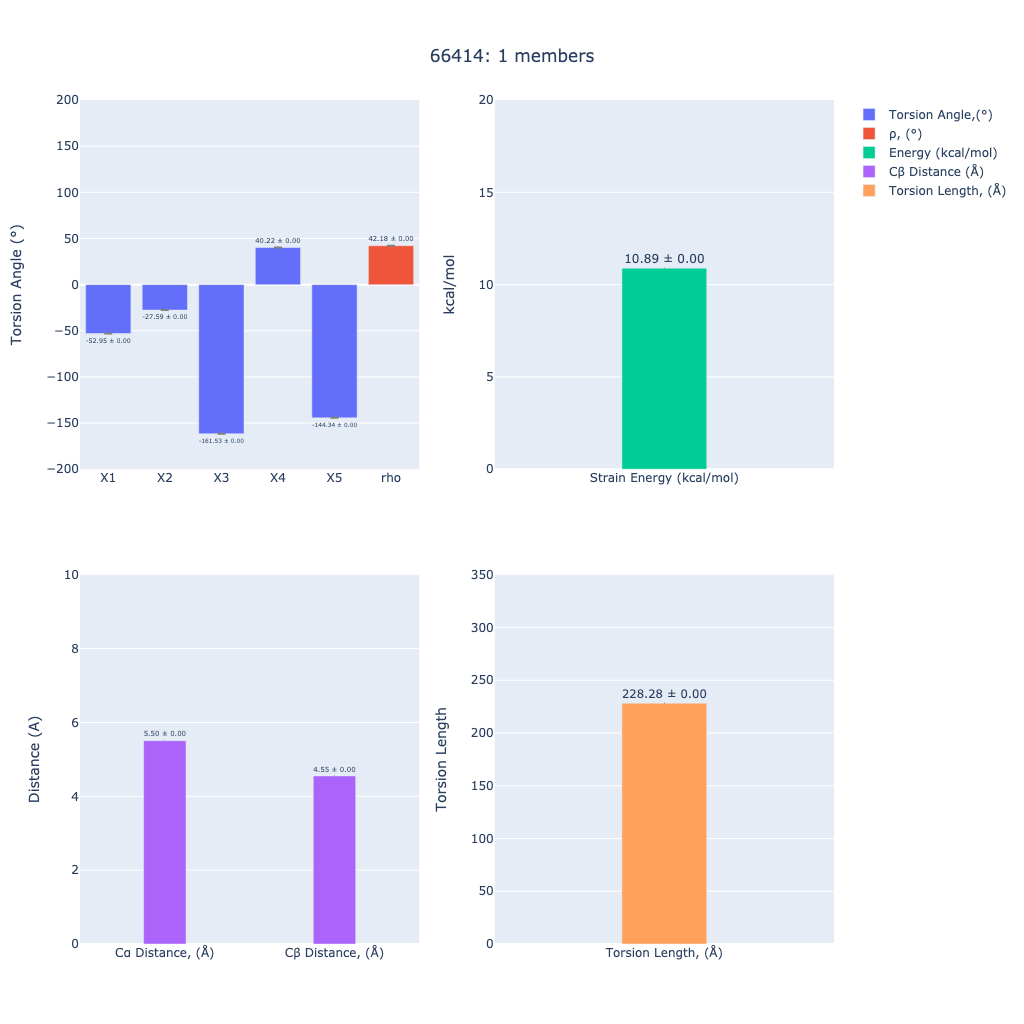 66414: 1 members
Torsion Angle (°)
200
150
100
50
0
−50
−100
−150
−200
-52.95 ± 0.00
-27.59 ± 0.00
-161.53 ± 0.00
40.22 ± 0.00
-144.34 ± 0.00
42.18 ± 0.00
X1 X2 X3 X4 X5 rho
kcal/mol
20
15
10
5
0
10.89 ± 0.00
Strain Energy (kcal/mol)
Torsion Angle,(°)
ρ, (°)
Energy (kcal/mol)
Cβ Distance (Å)
Torsion Length, (Å)
Distance (A)
10
8
6
4
2
0
5.50 ± 0.00
4.55 ± 0.00
Cα Distance, (Å) Cβ Distance, (Å)
Torsion Length
350
300
250
200
150
100
50
0
228.28 ± 0.00
Torsion Length, (Å)